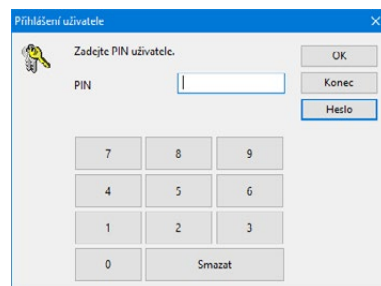 Přihlášení uživatele
Zadejte PIN uživatele.
OK
PIN
Konec
Heslo
7 8 9
4 5 6
1 2 3
0 Smazat